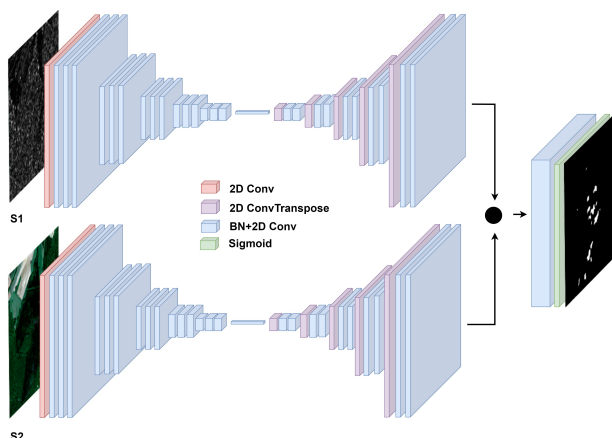 S1
2D Conv
2D ConvTranspose
BN+2D Conv
Sigmoid
S2